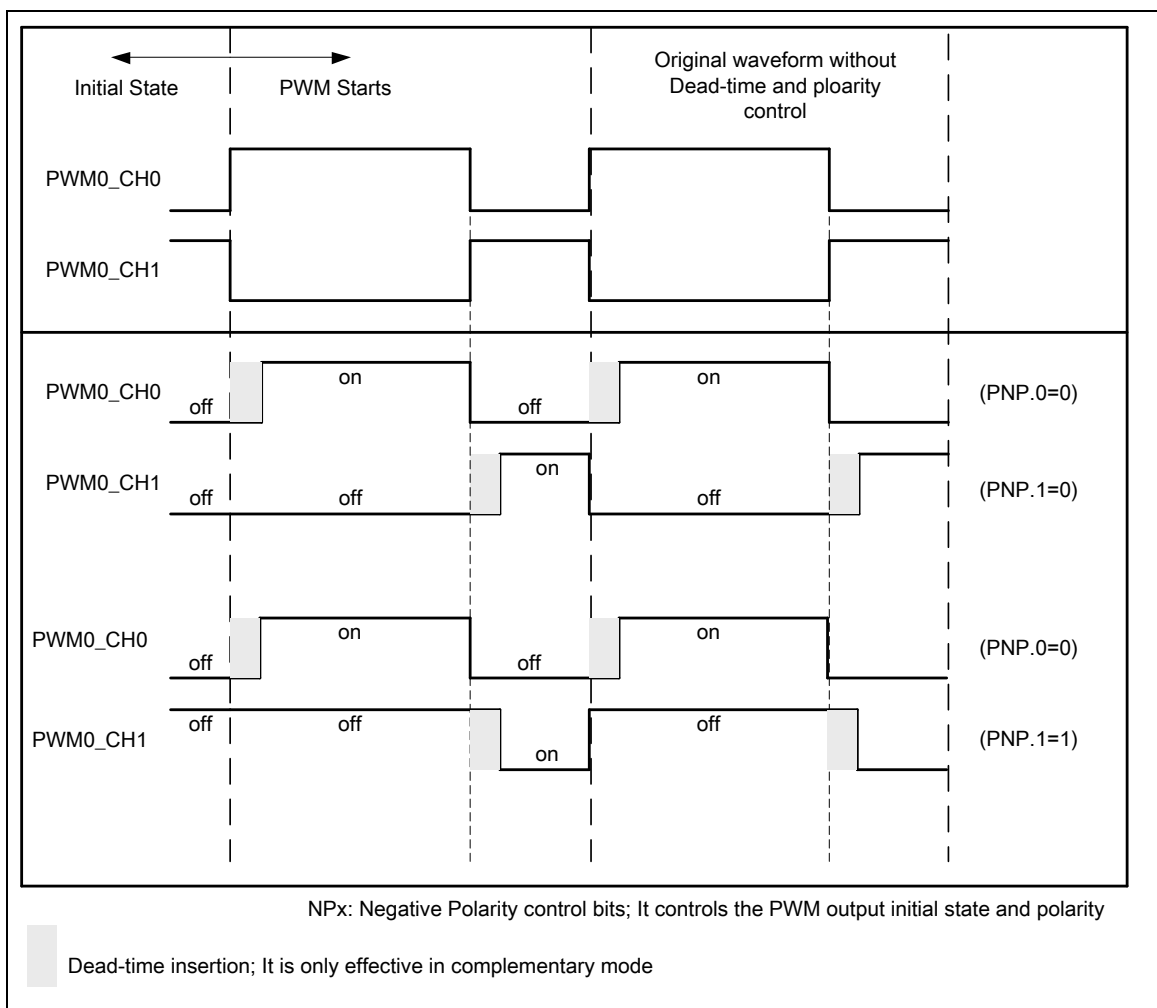 Initial State
PWM Starts
Original waveform without
Dead-time and ploarity
control
PWM0_CH0
PWM0_CH1
PWM0_CH0
off
on
off
on
(PNP.0=0)
PWM0_CH1
off
off
on
off
(PNP.1=0)
PWM0_CH0
off
on
off
on
(PNP.0=0)
PWM0_CH1
off
off
on
off
(PNP.1=1)
NPx: Negative Polarity control bits; It controls the PWM output initial state and polarity
Dead-time insertion; It is only effective in complementary mode